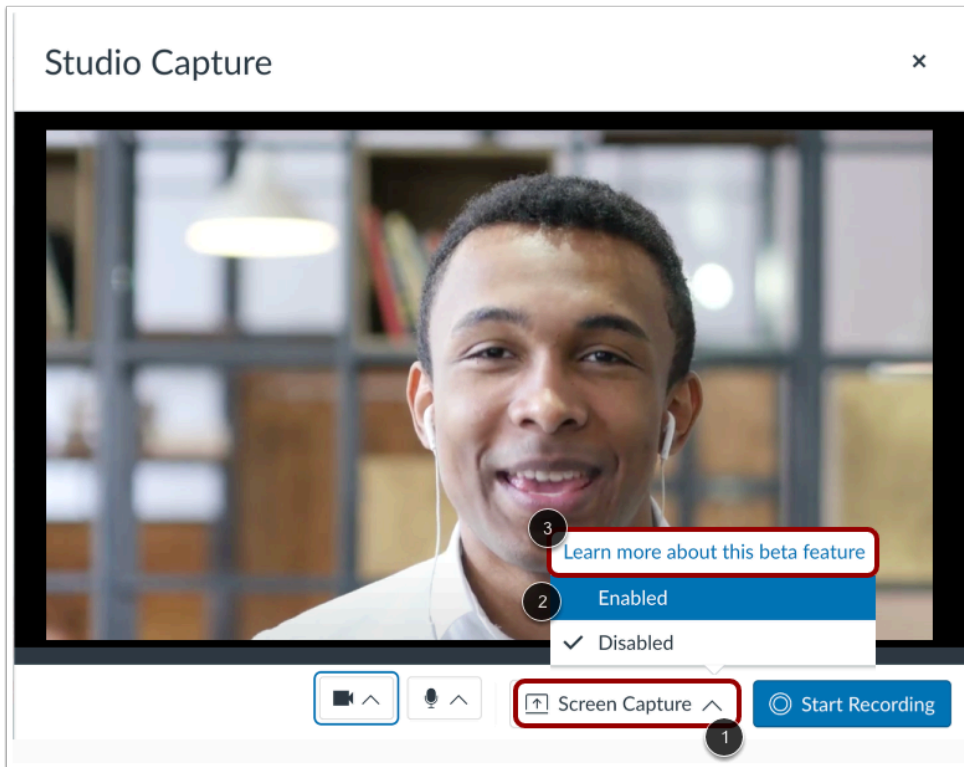 Studio Capture ×
3
Learn more about this beta feature
2 Enabled
✓ Disabled
Screen Capture
Start Recording
1